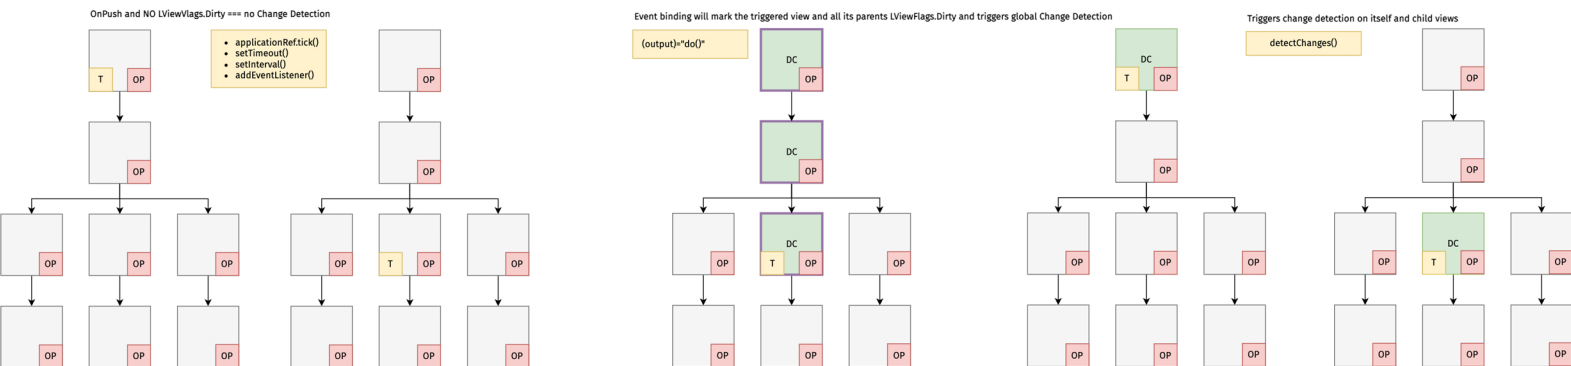 OnPush and NO LViewVlags.Dirty === no Change Detection
applicationRef.tick()
setTimeout()
setInterval()
addEventListener()
T
OP
OP
OP
OP
OP
OP
OP
OP
OP
OP
OP
OP
OP
T
OP
OP
OP
OP
OP
Event binding will mark the triggered view and all its parents LViewFlags.Dirty and triggers global Change Detection
(output)="do()"
DC
OP
DC
OP
OP
DC
T
OP
OP
OP
OP
OP
DC
T
OP
OP
OP
OP
OP
OP
OP
OP
Triggers change detection on itself and child views
detectChanges()
OP
OP
OP
DC
T
OP
OP
OP
OP
OP